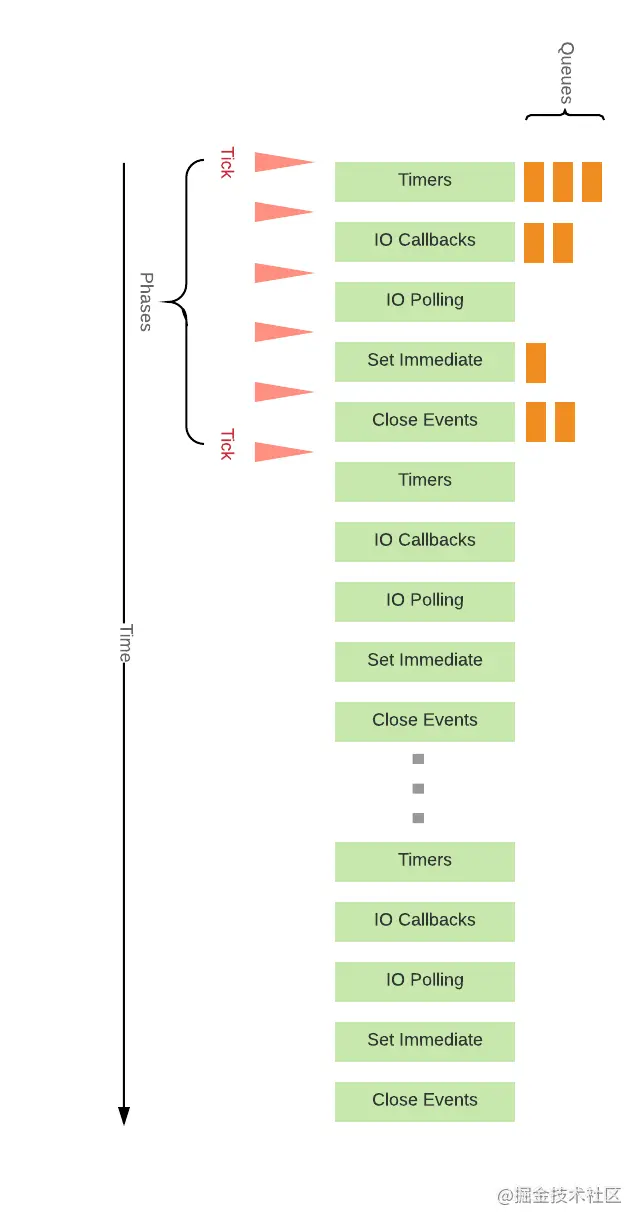 Queues
Tick
Timers
IO Callbacks
Phases
IO Polling
Set Immediate
Tick
Close Events
Timers
IO Callbacks
IO Polling
Time
Set Immediate
Close Events
Timers
IO Callbacks
IO Polling
Set Immediate
Close Events
@掘金技术社区